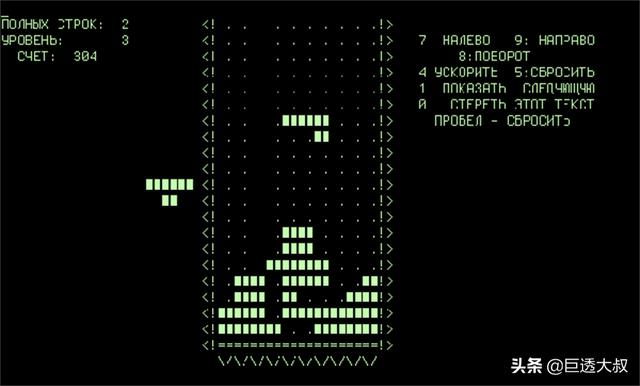 ПОЛНЫХ СТРОК: 2
УРОВЕНЬ: 3
СЧЕТ: 304
7 НАЛЕВО 9: НАПРАВО
8:ПОВОРОТ
4 УСКОРИТЬ 5:СБРОСИТЬ
1 ПОКАЗАТЬ СЛЕДУЮЩУЮ
0 СТЕРЕТЬ ЭТОТ ТЕКСТ
ПРОБЕЛ - СБРОСИТЬ
头条 @巨透大叔